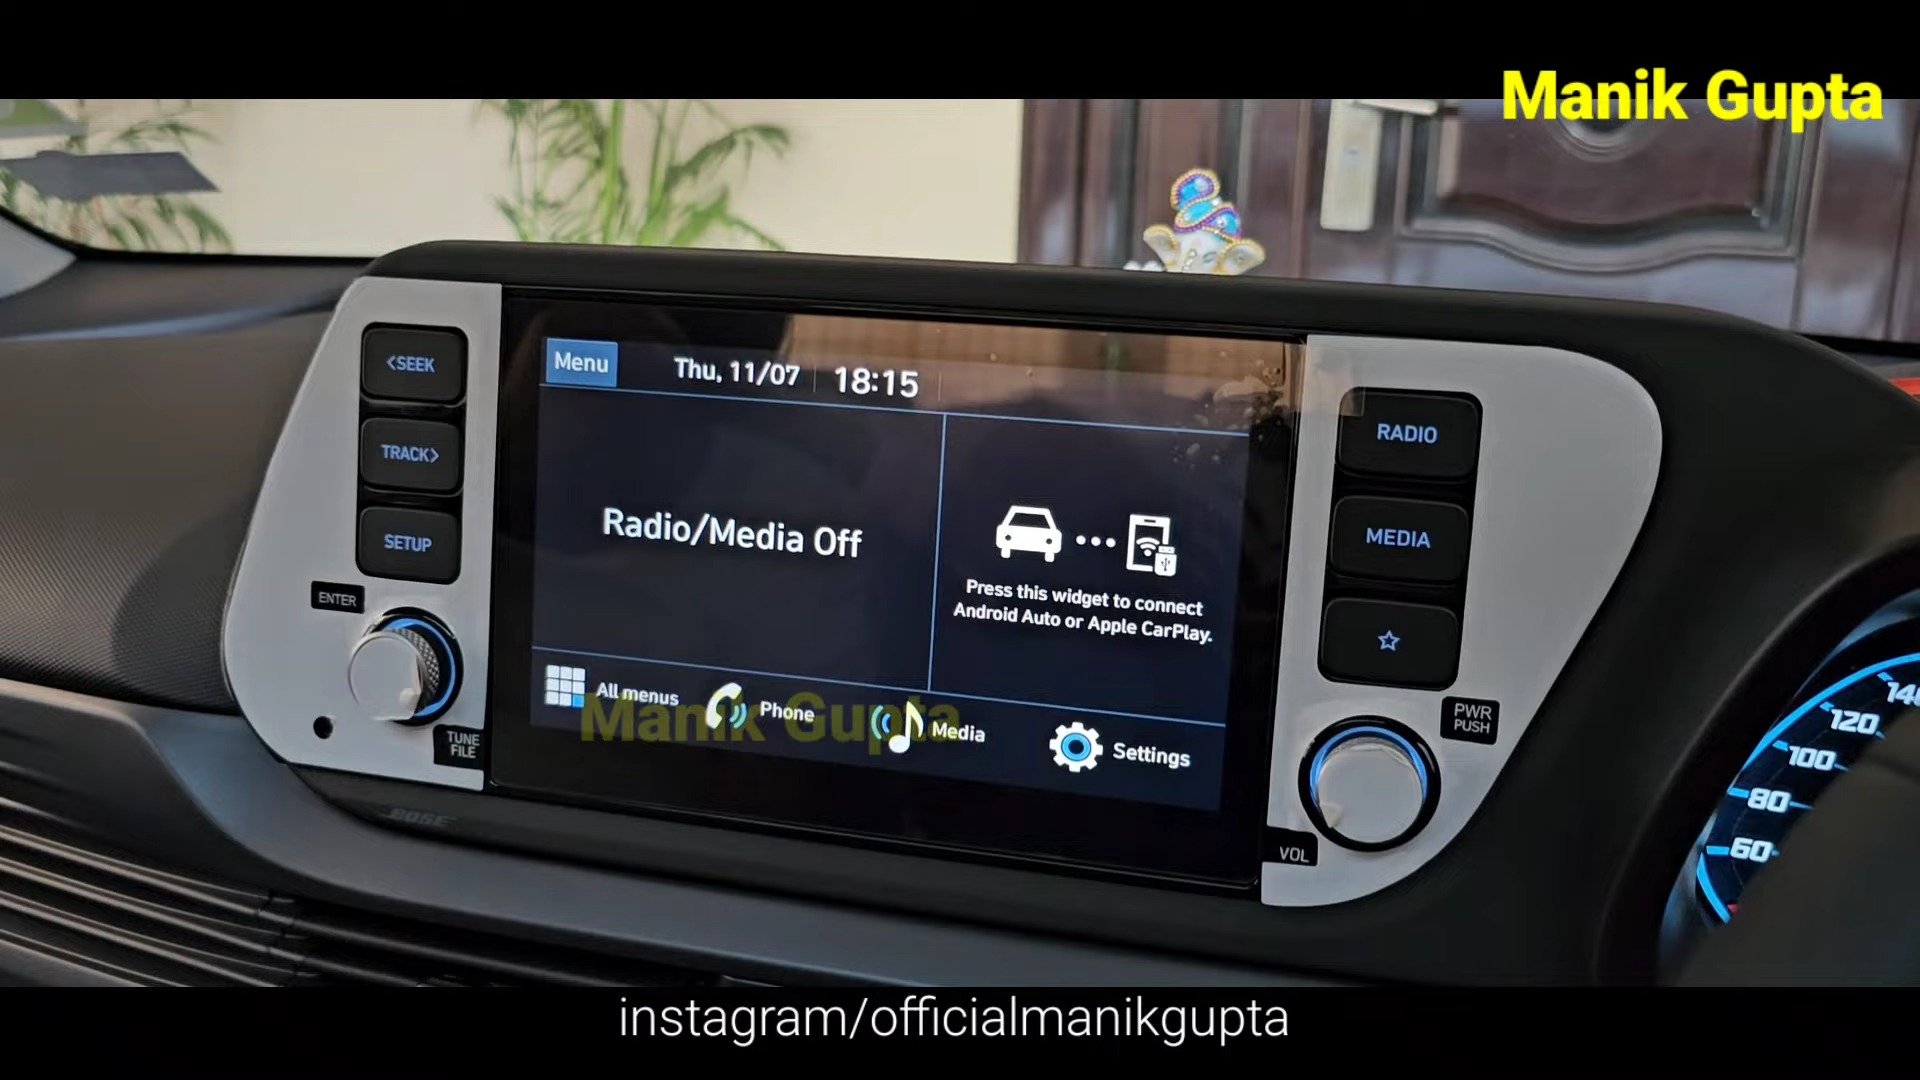 Manik Gupta
<SEEK
TRACK>
SETUP
ENTER
TUNE
FILE
Menu
Thu, 11/07
18:15
Radio/Media Off
Press this widget to connect
Android Auto or Apple CarPlay.
All menus
Phone
Media
Settings
Manik Gupta
RADIO
MEDIA
PWR
PUSH
VOL
BOSE
140
120
100
80
60
instagram/officialmanikgupta